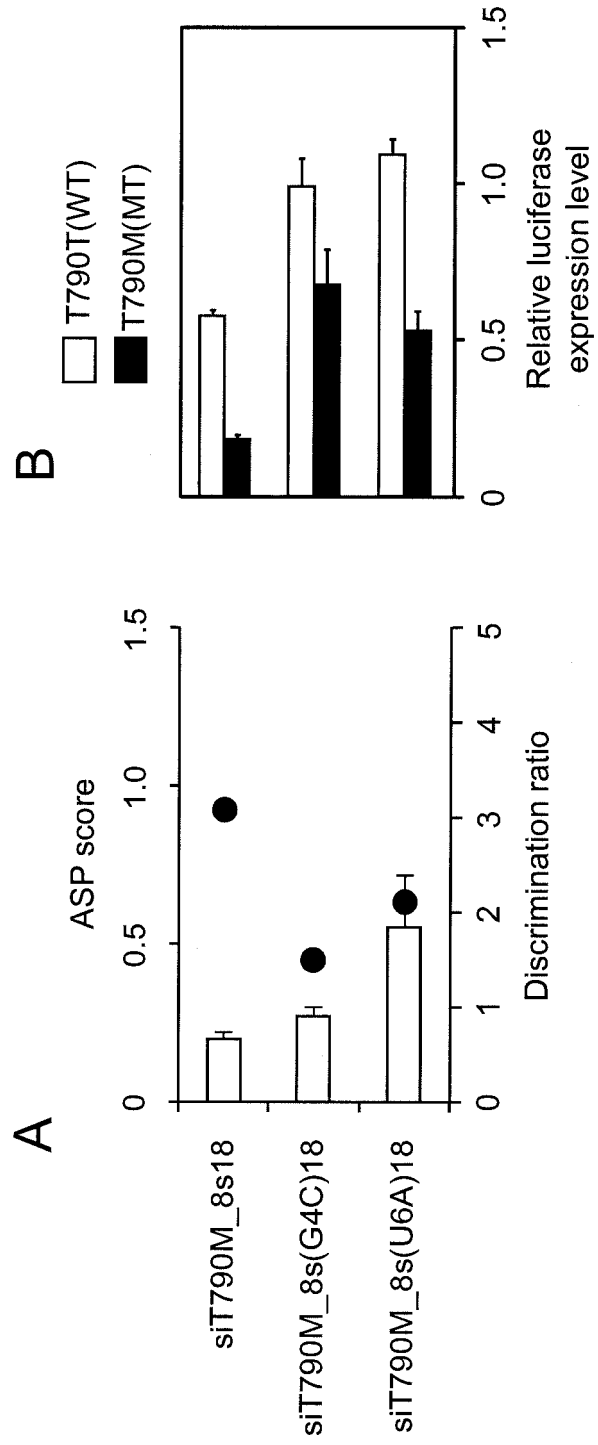 A
ASP score
0 0.5 1.0 1.5
siT790M_8s18
siT790M_8s(G4C)18
siT790M_8s(U6A)18
0 1 2 3 4 5
Discrimination ratio
B
T790T(WT)
T790M(MT)
0 0.5 1.0 1.5
Relative luciferase
expression level